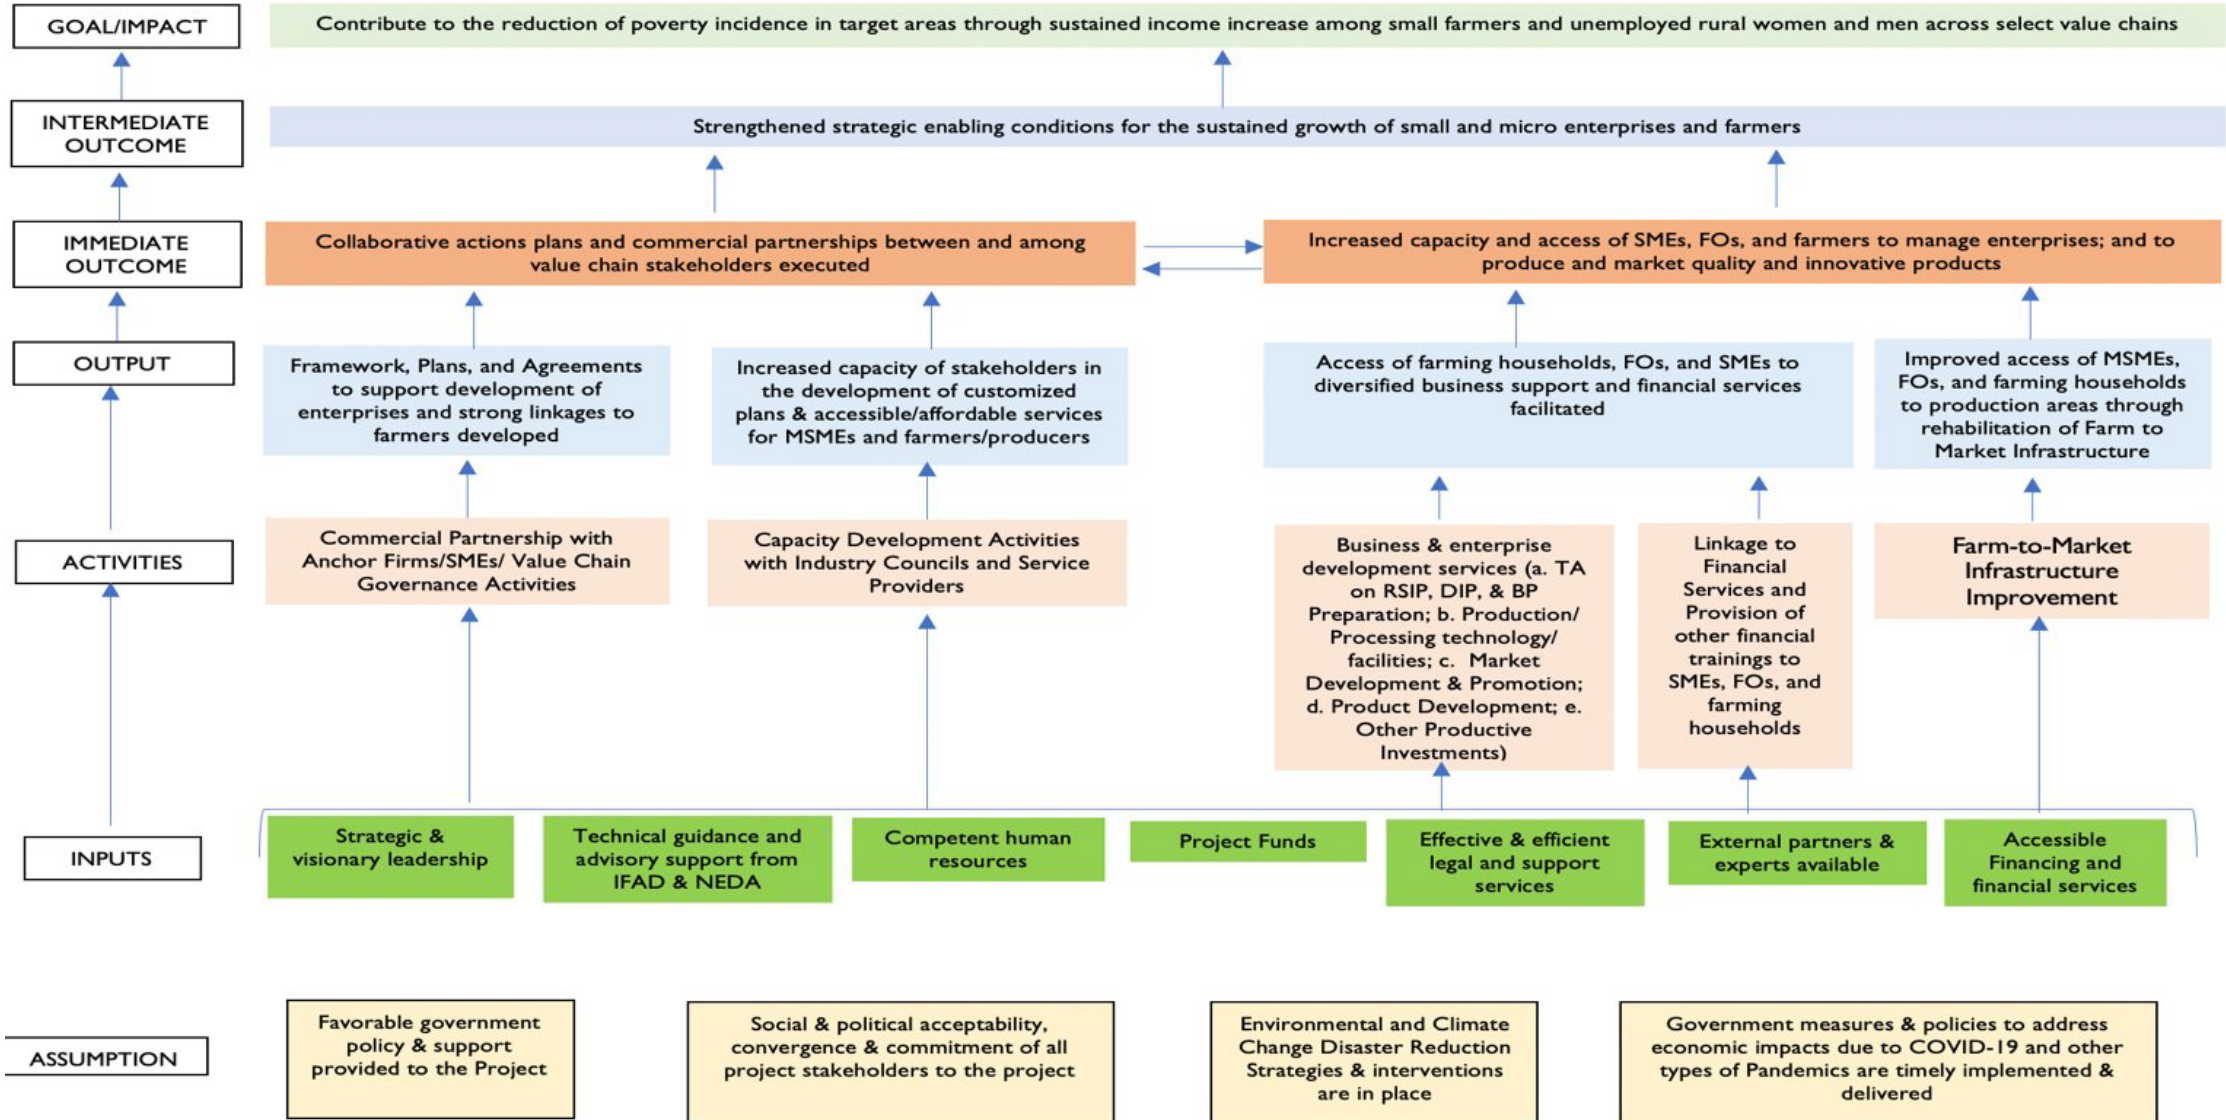 GOAL/IMPACT
Contribute to the reduction of poverty incidence in target areas through sustained income increase among small farmers and unemployed rural women and men across select value chains
INTERMEDIATE
OUTCOME
Strengthened strategic enabling conditions for the sustained growth of small and micro enterprises and farmers
IMMEDIATE
OUTCOME
Collaborative actions plans and commercial partnerships between and among
value chain stakeholders executed
Increased capacity and access of SMEs, FOs, and farmers to manage enterprises; and to
produce and market quality and innovative products
OUTPUT
Framework, Plans, and Agreements
to support development of
enterprises and strong linkages to
farmers developed
Increased capacity of stakeholders in
the development of customized
plans & accessible/affordable services
for MSMEs and farmers/producers
Access of farming households, FOs, and SMEs to
diversified business support and financial services
facilitated
Improved access of MSMEs,
FOs, and farming households
to production areas through
rehabilitation of Farm to
Market Infrastructure
ACTIVITIES
Commercial Partnership with
Anchor Firms/SMEs/ Value Chain
Governance Activities
Capacity Development Activities
with Industry Councils and Service
Providers
Business & enterprise
development services (a. TA
on RSIP, DIP, & BP
Preparation; b. Production/
Processing technology/
facilities; c. Market
Development & Promotion;
d. Product Development; e.
Other Productive
Investments)
Linkage to
Financial
Services and
Provision of
other financial
trainings to
SMEs, FOs, and
farming
households
Farm-to-Market
Infrastructure
Improvement
INPUTS
Strategic &
visionary leadership
Technical guidance and
advisory support from
IFAD & NEDA
Competent human
resources
Project Funds
Effective & efficient
legal and support
services
External partners &
experts available
Accessible
Financing and
financial services
ASSUMPTION
Favorable government
policy & support
provided to the Project
Social & political acceptability,
convergence & commitment of all
project stakeholders to the project
Environmental and Climate
Change Disaster Reduction
Strategies & interventions
are in place
Government measures & policies to address
economic impacts due to COVID-19 and other
types of Pandemics are timely implemented &
delivered